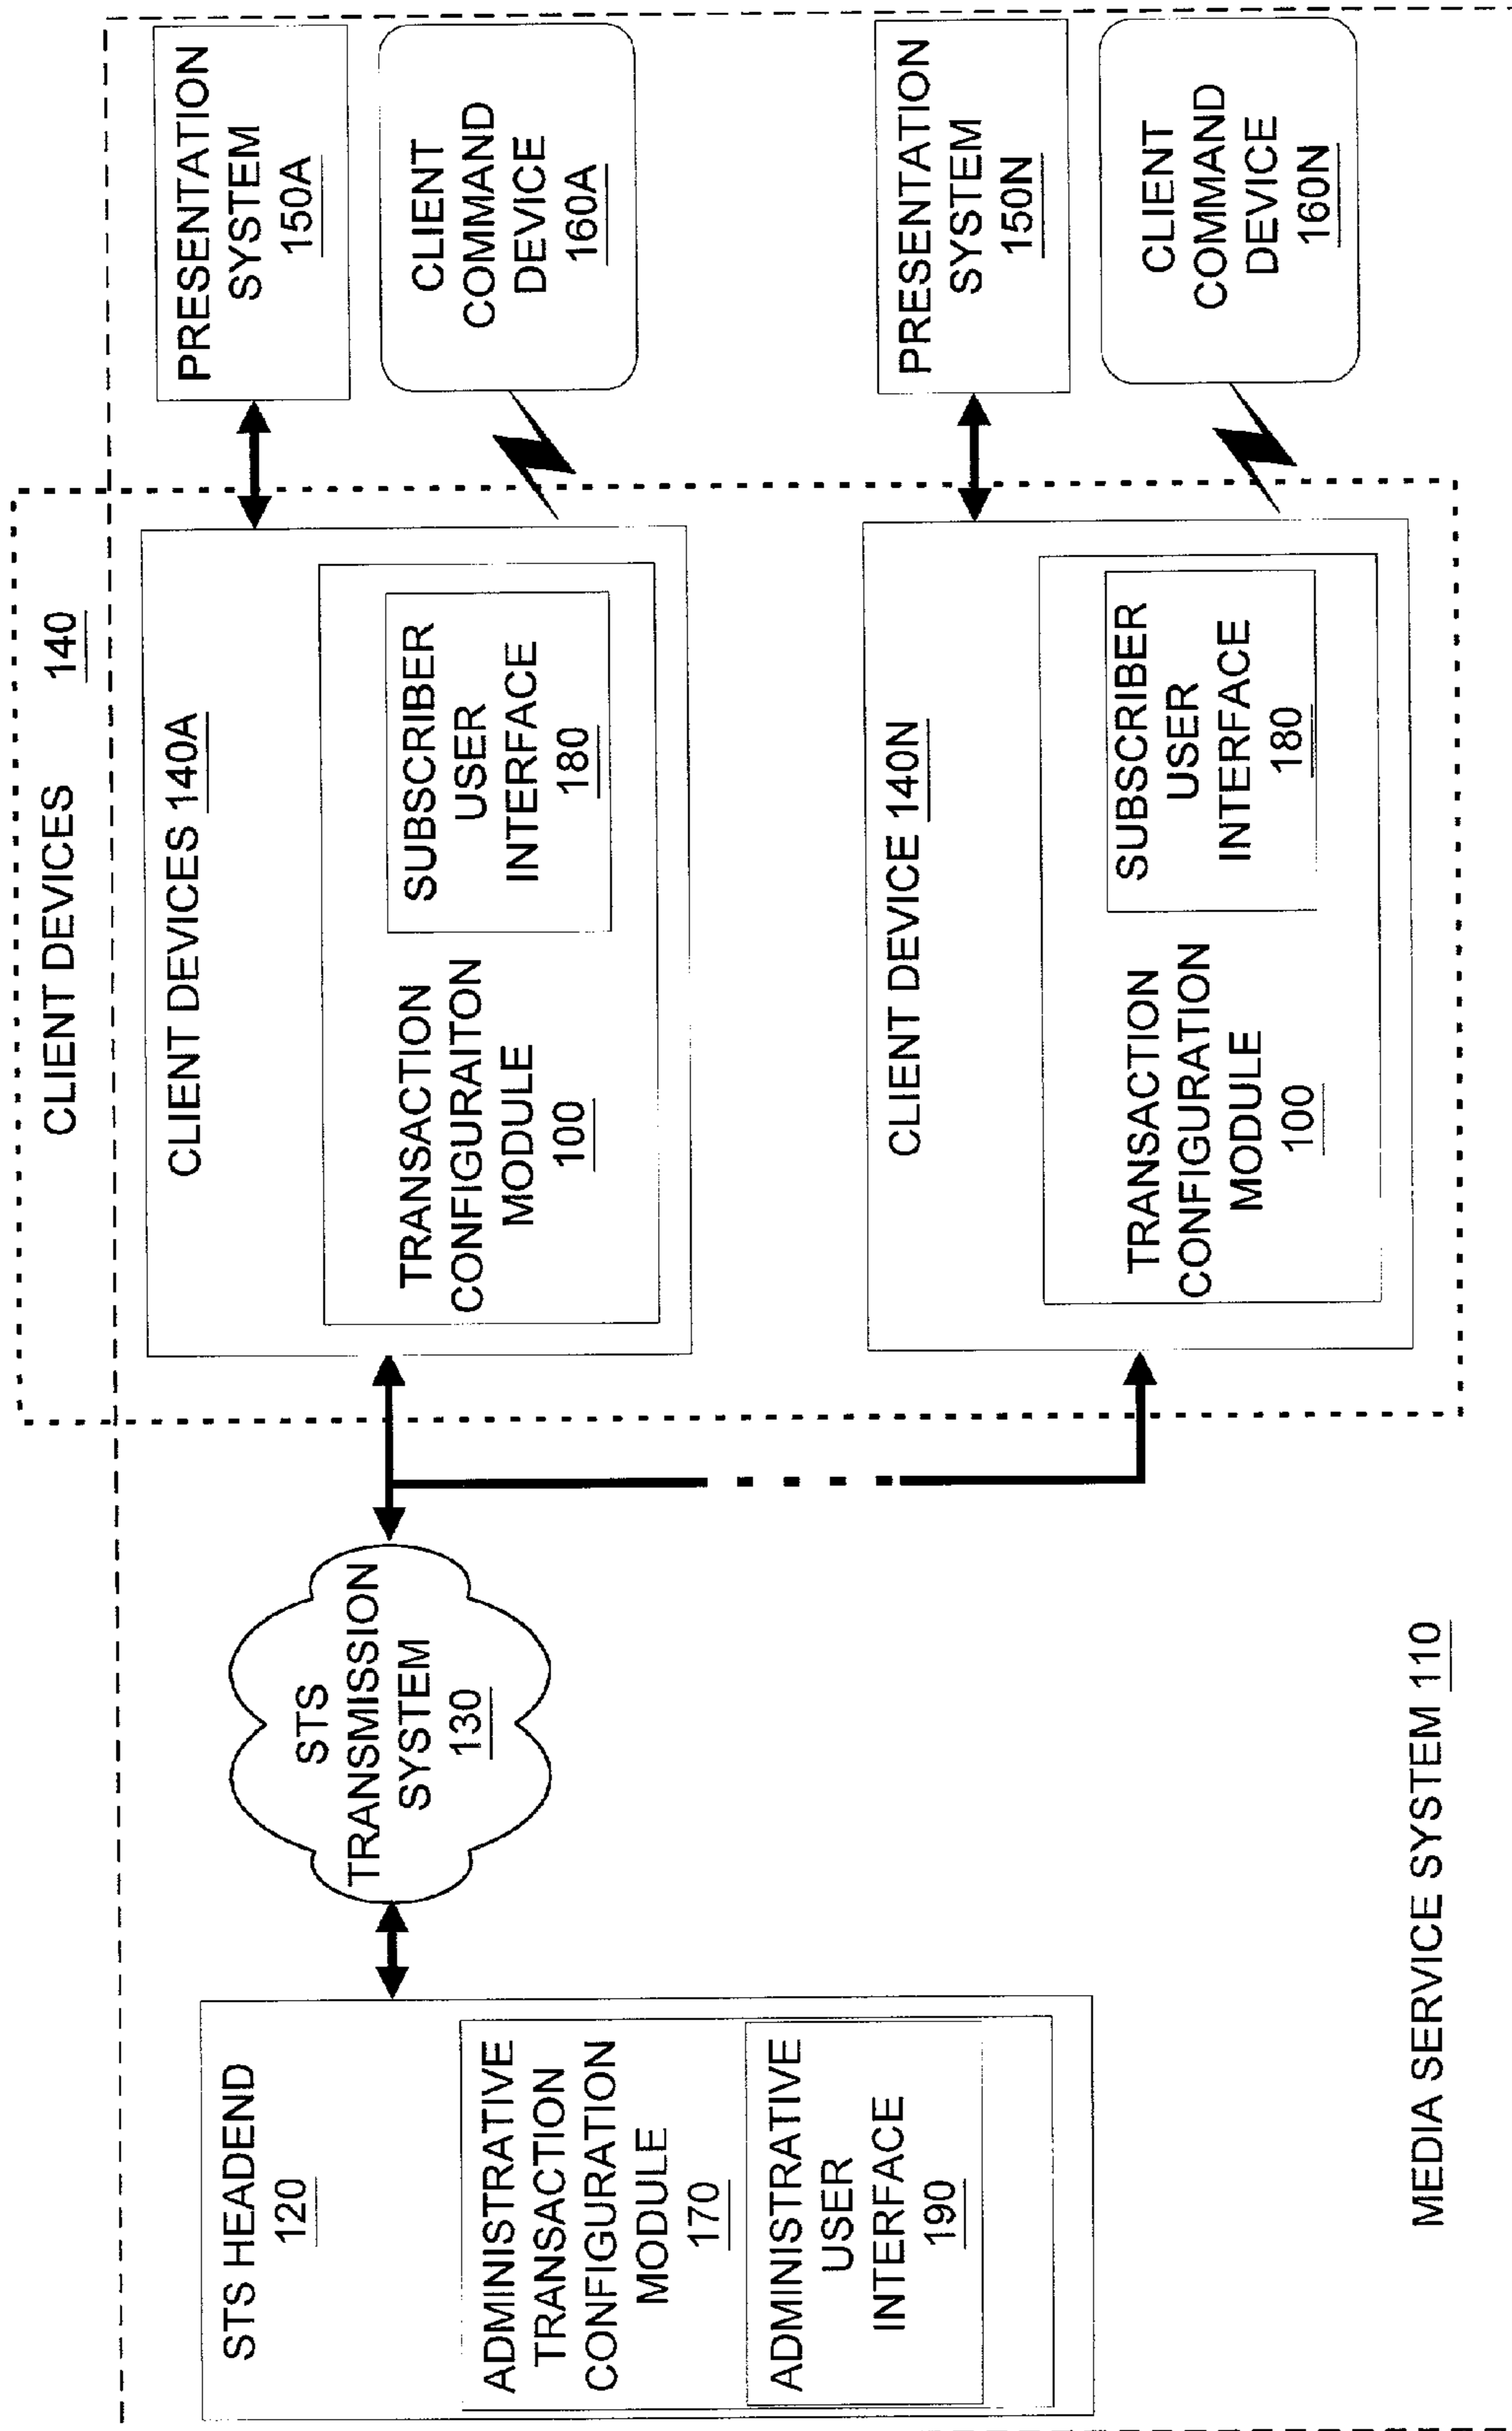 CLIENT DEVICES 140
STS HEADEND
120
ADMINISTRATIVE
TRANSACTION
CONFIGURATION
MODULE
170
ADMINISTRATIVE
USER
INTERFACE
190
STS
TRANSMISSION
SYSTEM
130
CLIENT DEVICES 140A
TRANSACTION
CONFIGURAITON
MODULE
100
SUBSCRIBER
USER
INTERFACE
180
PRESENTATION
SYSTEM
150A
CLIENT
COMMAND
DEVICE
160A
CLIENT DEVICE 140N
TRANSACTION
CONFIGURATION
MODULE
100
SUBSCRIBER
USER
INTERFACE
180
PRESENTATION
SYSTEM
150N
CLIENT
COMMAND
DEVICE
160N
MEDIA SERVICE SYSTEM 110